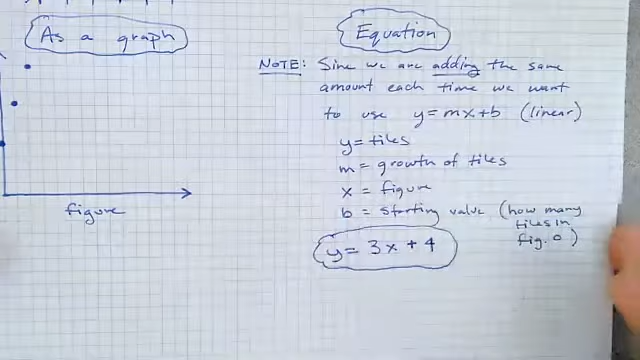 As a graph
figure
Equation
NOTE: Sine we are adding the same
amount each time we want
to use y=mx+b (linear)
y= tiles
m= growth of tiles
x = figure
b = starting value (how many
tiles in
fig. 0)
y= 3x + 4